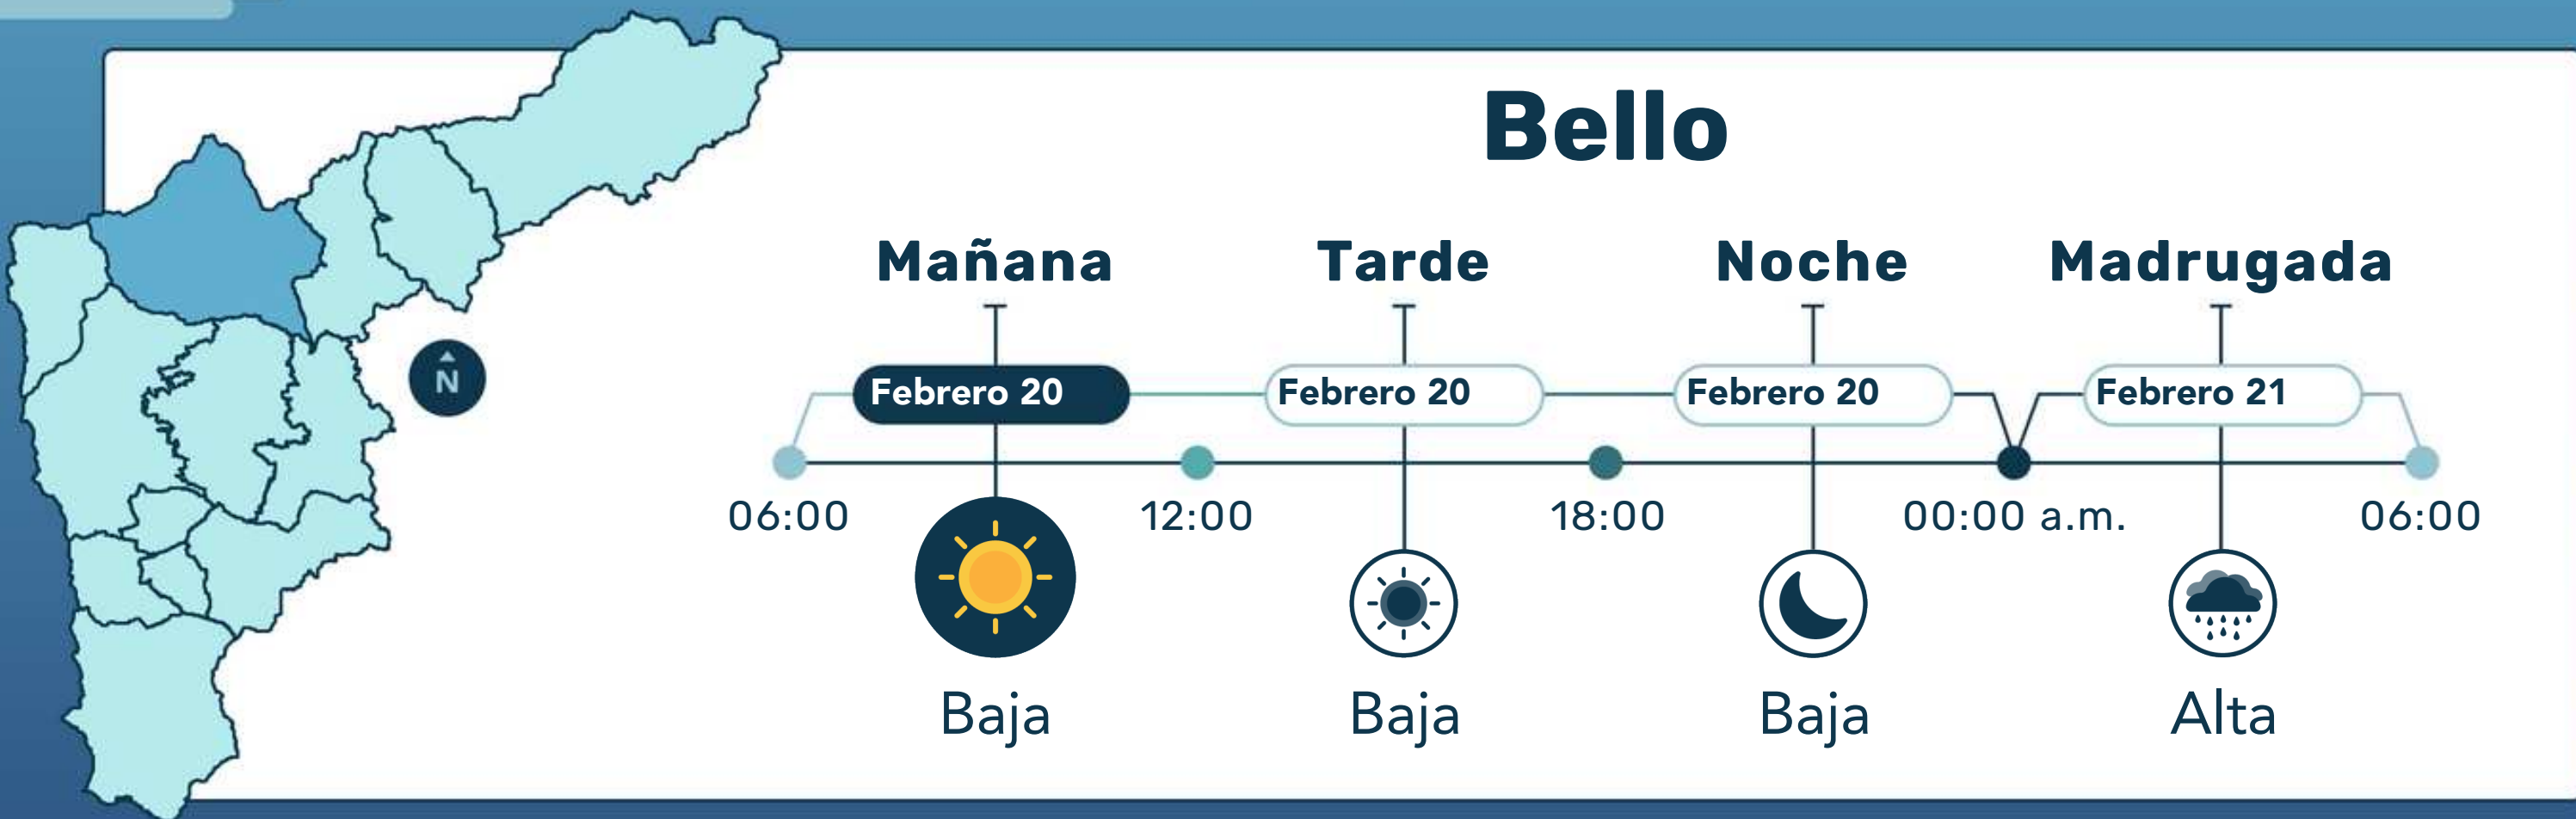 Bello
Mañana Tarde Noche Madrugada
Febrero 20 Febrero 20 Febrero 20 Febrero 21
N
06:00 12:00 18:00 00:00 a.m. 06:00
Baja Baja Baja Alta